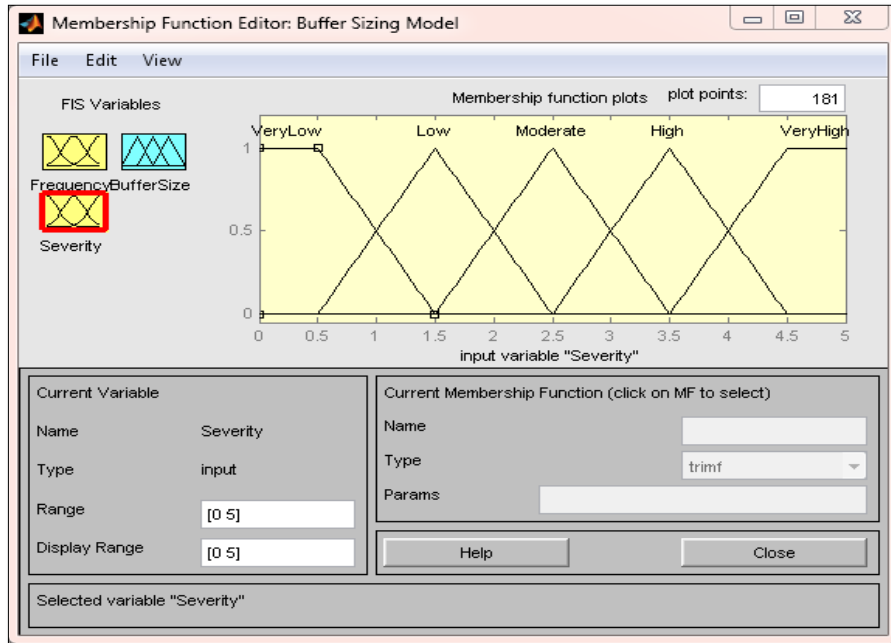 Membership Function Editor: Buffer Sizing Model
File Edit View
FIS Variables
Membership function plots plot points: 181
FrequencyBufferSize
Severity
VeryLow Low Moderate High VeryHigh
1
0.5
0
0 0.5 1 1.5 2 2.5 3 3.5 4 4.5 5
input variable "Severity"
Current Variable
Name Severity
Type input
Range [0 5]
Display Range [0 5]
Current Membership Function (click on MF to select)
Name
Type trimf
Params
Help Close
Selected variable "Severity"